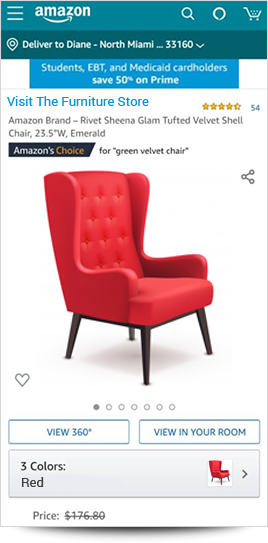 amazon
Deliver to Diane - North Miami ... 33160
Students, EBT, and Medicaid cardholders
save 50% on Prime
Visit The Furniture Store
54
Amazon Brand – Rivet Sheena Glam Tufted Velvet Shell
Chair, 23.5"W, Emerald
Amazon's Choice for "green velvet chair"
VIEW 360°
VIEW IN YOUR ROOM
3 Colors:
Red
Price: $176.80